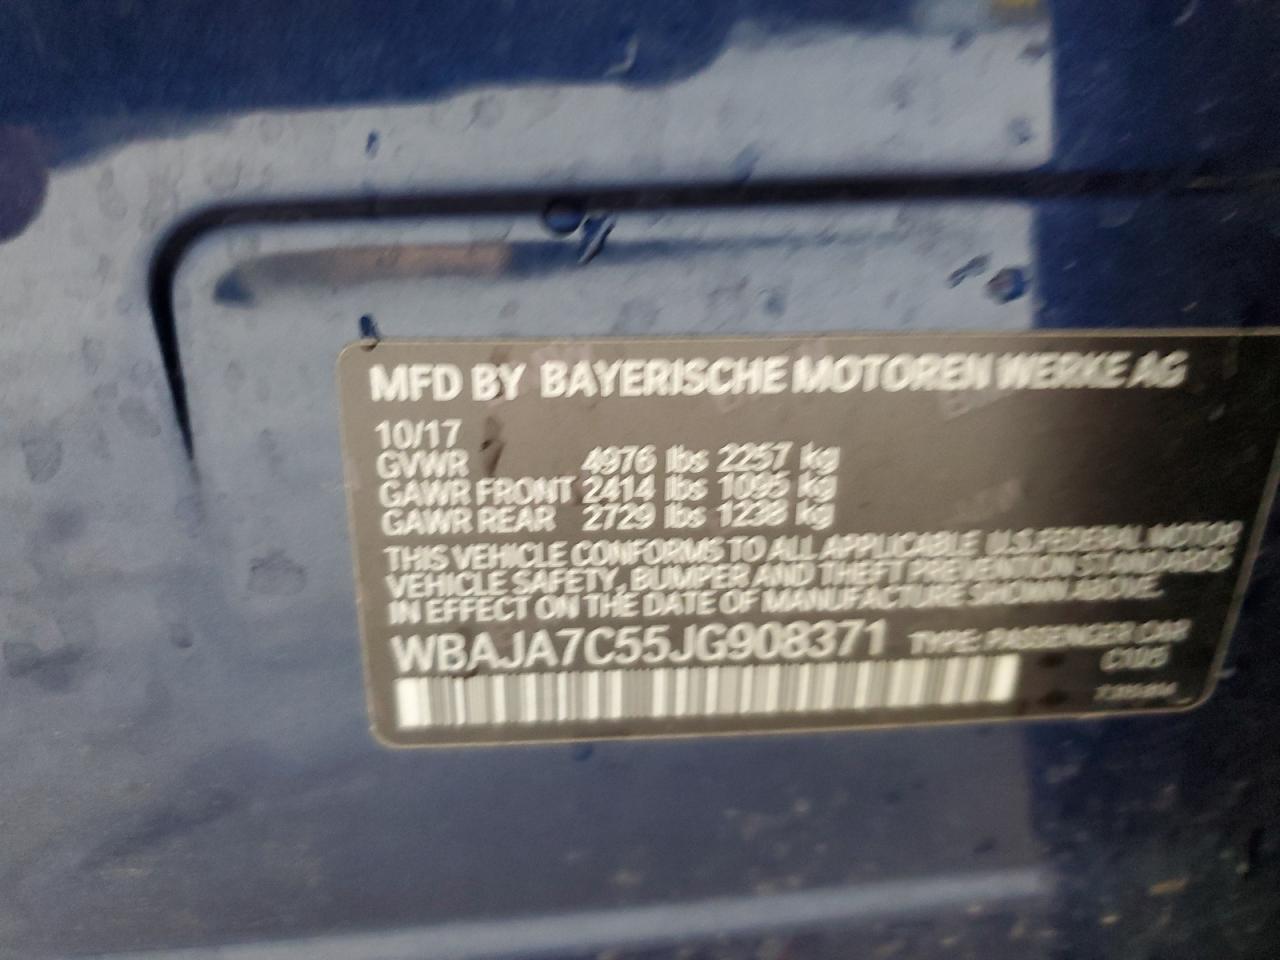 MFD BY BAYERISCHE MOTOREN WERKE AG
10/17
GVWR 4976 lbs 2257 kg
GAWR FRONT 2414 lbs 1095 kg
GAWR REAR 2729 lbs 1238 kg
THIS VEHICLE CONFORMS TO ALL APPLICABLE U.S.FEDERAL MOTOR
VEHICLE SAFETY, BUMPER AND THEFT PREVENTION STANDARDS
IN EFFECT ON THE DATE OF MANUFACTURE SHOWN ABOVE.
WBAJA7C55JG908371 TYPE: PASSENGER CAR